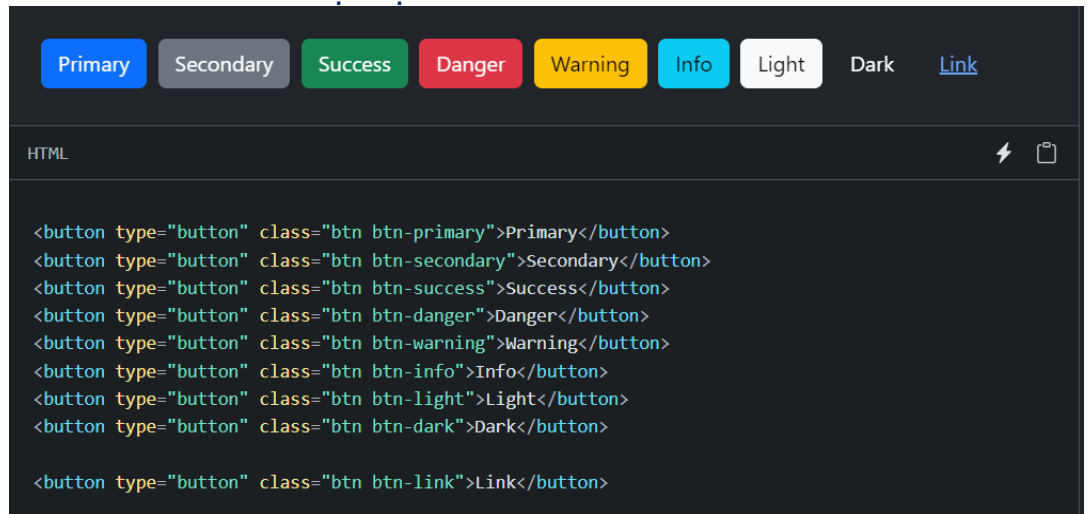 Primary Secondary Success Danger Warning Info Light Dark Link
HTML
<button type="button" class="btn btn-primary">Primary</button>
<button type="button" class="btn btn-secondary">Secondary</button>
<button type="button" class="btn btn-success">Success</button>
<button type="button" class="btn btn-danger">Danger</button>
<button type="button" class="btn btn-warning">Warning</button>
<button type="button" class="btn btn-info">Info</button>
<button type="button" class="btn btn-light">Light</button>
<button type="button" class="btn btn-dark">Dark</button>
<button type="button" class="btn btn-link">Link</button>